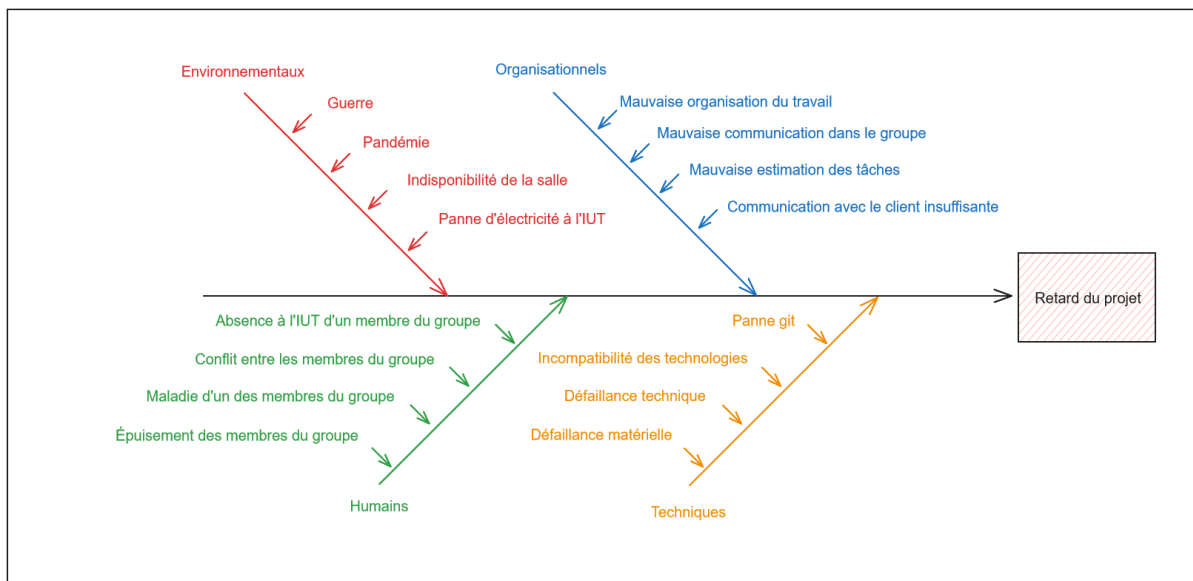 Environnementaux
Guerre
Pandémie
Indisponibilité de la salle
Panne d'électricité à l'IUT
Organisationnels
Mauvaise organisation du travail
Mauvaise communication dans le groupe
Mauvaise estimation des tâches
Communication avec le client insuffisante
Retard du projet
Absence à l'IUT d'un membre du groupe
Conflit entre les membres du groupe
Maladie d'un des membres du groupe
Épuisement des membres du groupe
Humains
Panne git
Incompatibilité des technologies
Défaillance technique
Défaillance matérielle
Techniques